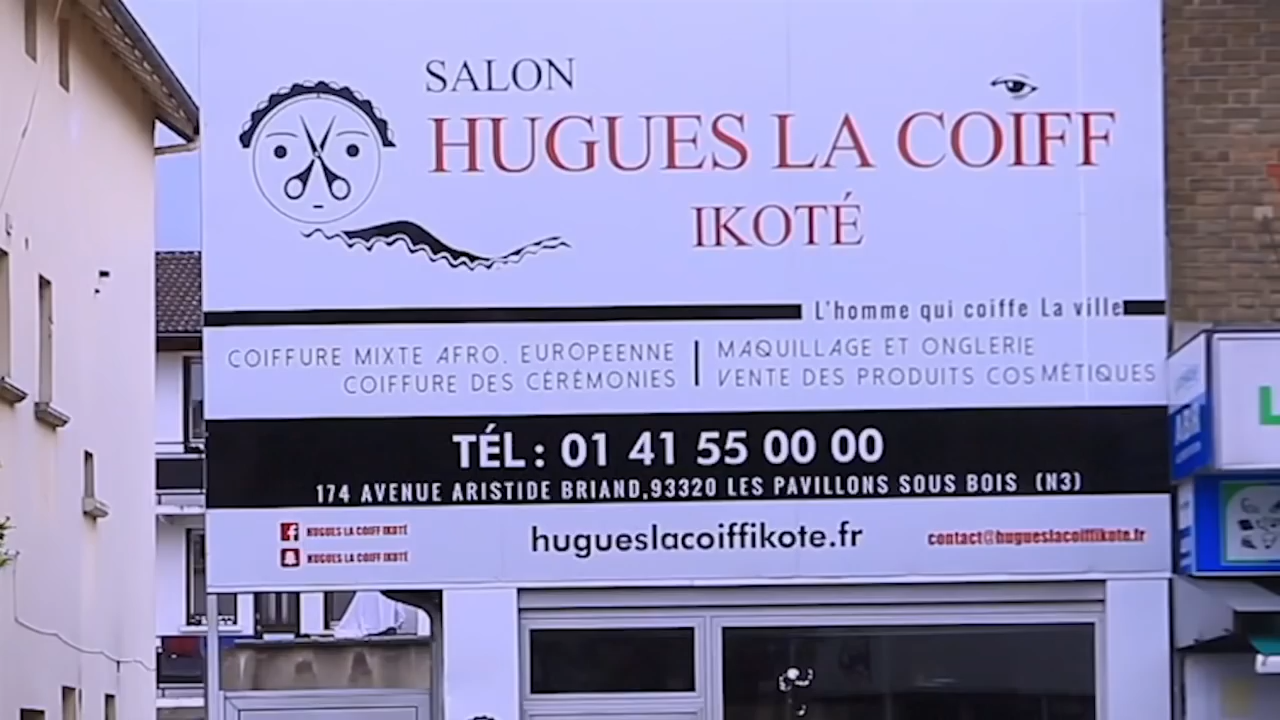 SALON
HUGUES LA COIFF
IKOTÉ
L'homme qui coiffe La ville
COIFFURE MIXTE AFRO. EUROPEENNE
COIFFURE DES CÉRÉMONIES
MAQUILLAGE ET ONGLERIE
VENTE DES PRODUITS COSMÉTIQUES
TÉL : 01 41 55 00 00
174 AVENUE ARISTIDE BRIAND,93320 LES PAVILLONS SOUS BOIS (N3)
HUGUES LA COIFF IKOTÉ
HUGUES LA COIFF IKOTÉ
hugueslacoiffikote.fr
contact@hugueslacoiffikote.fr